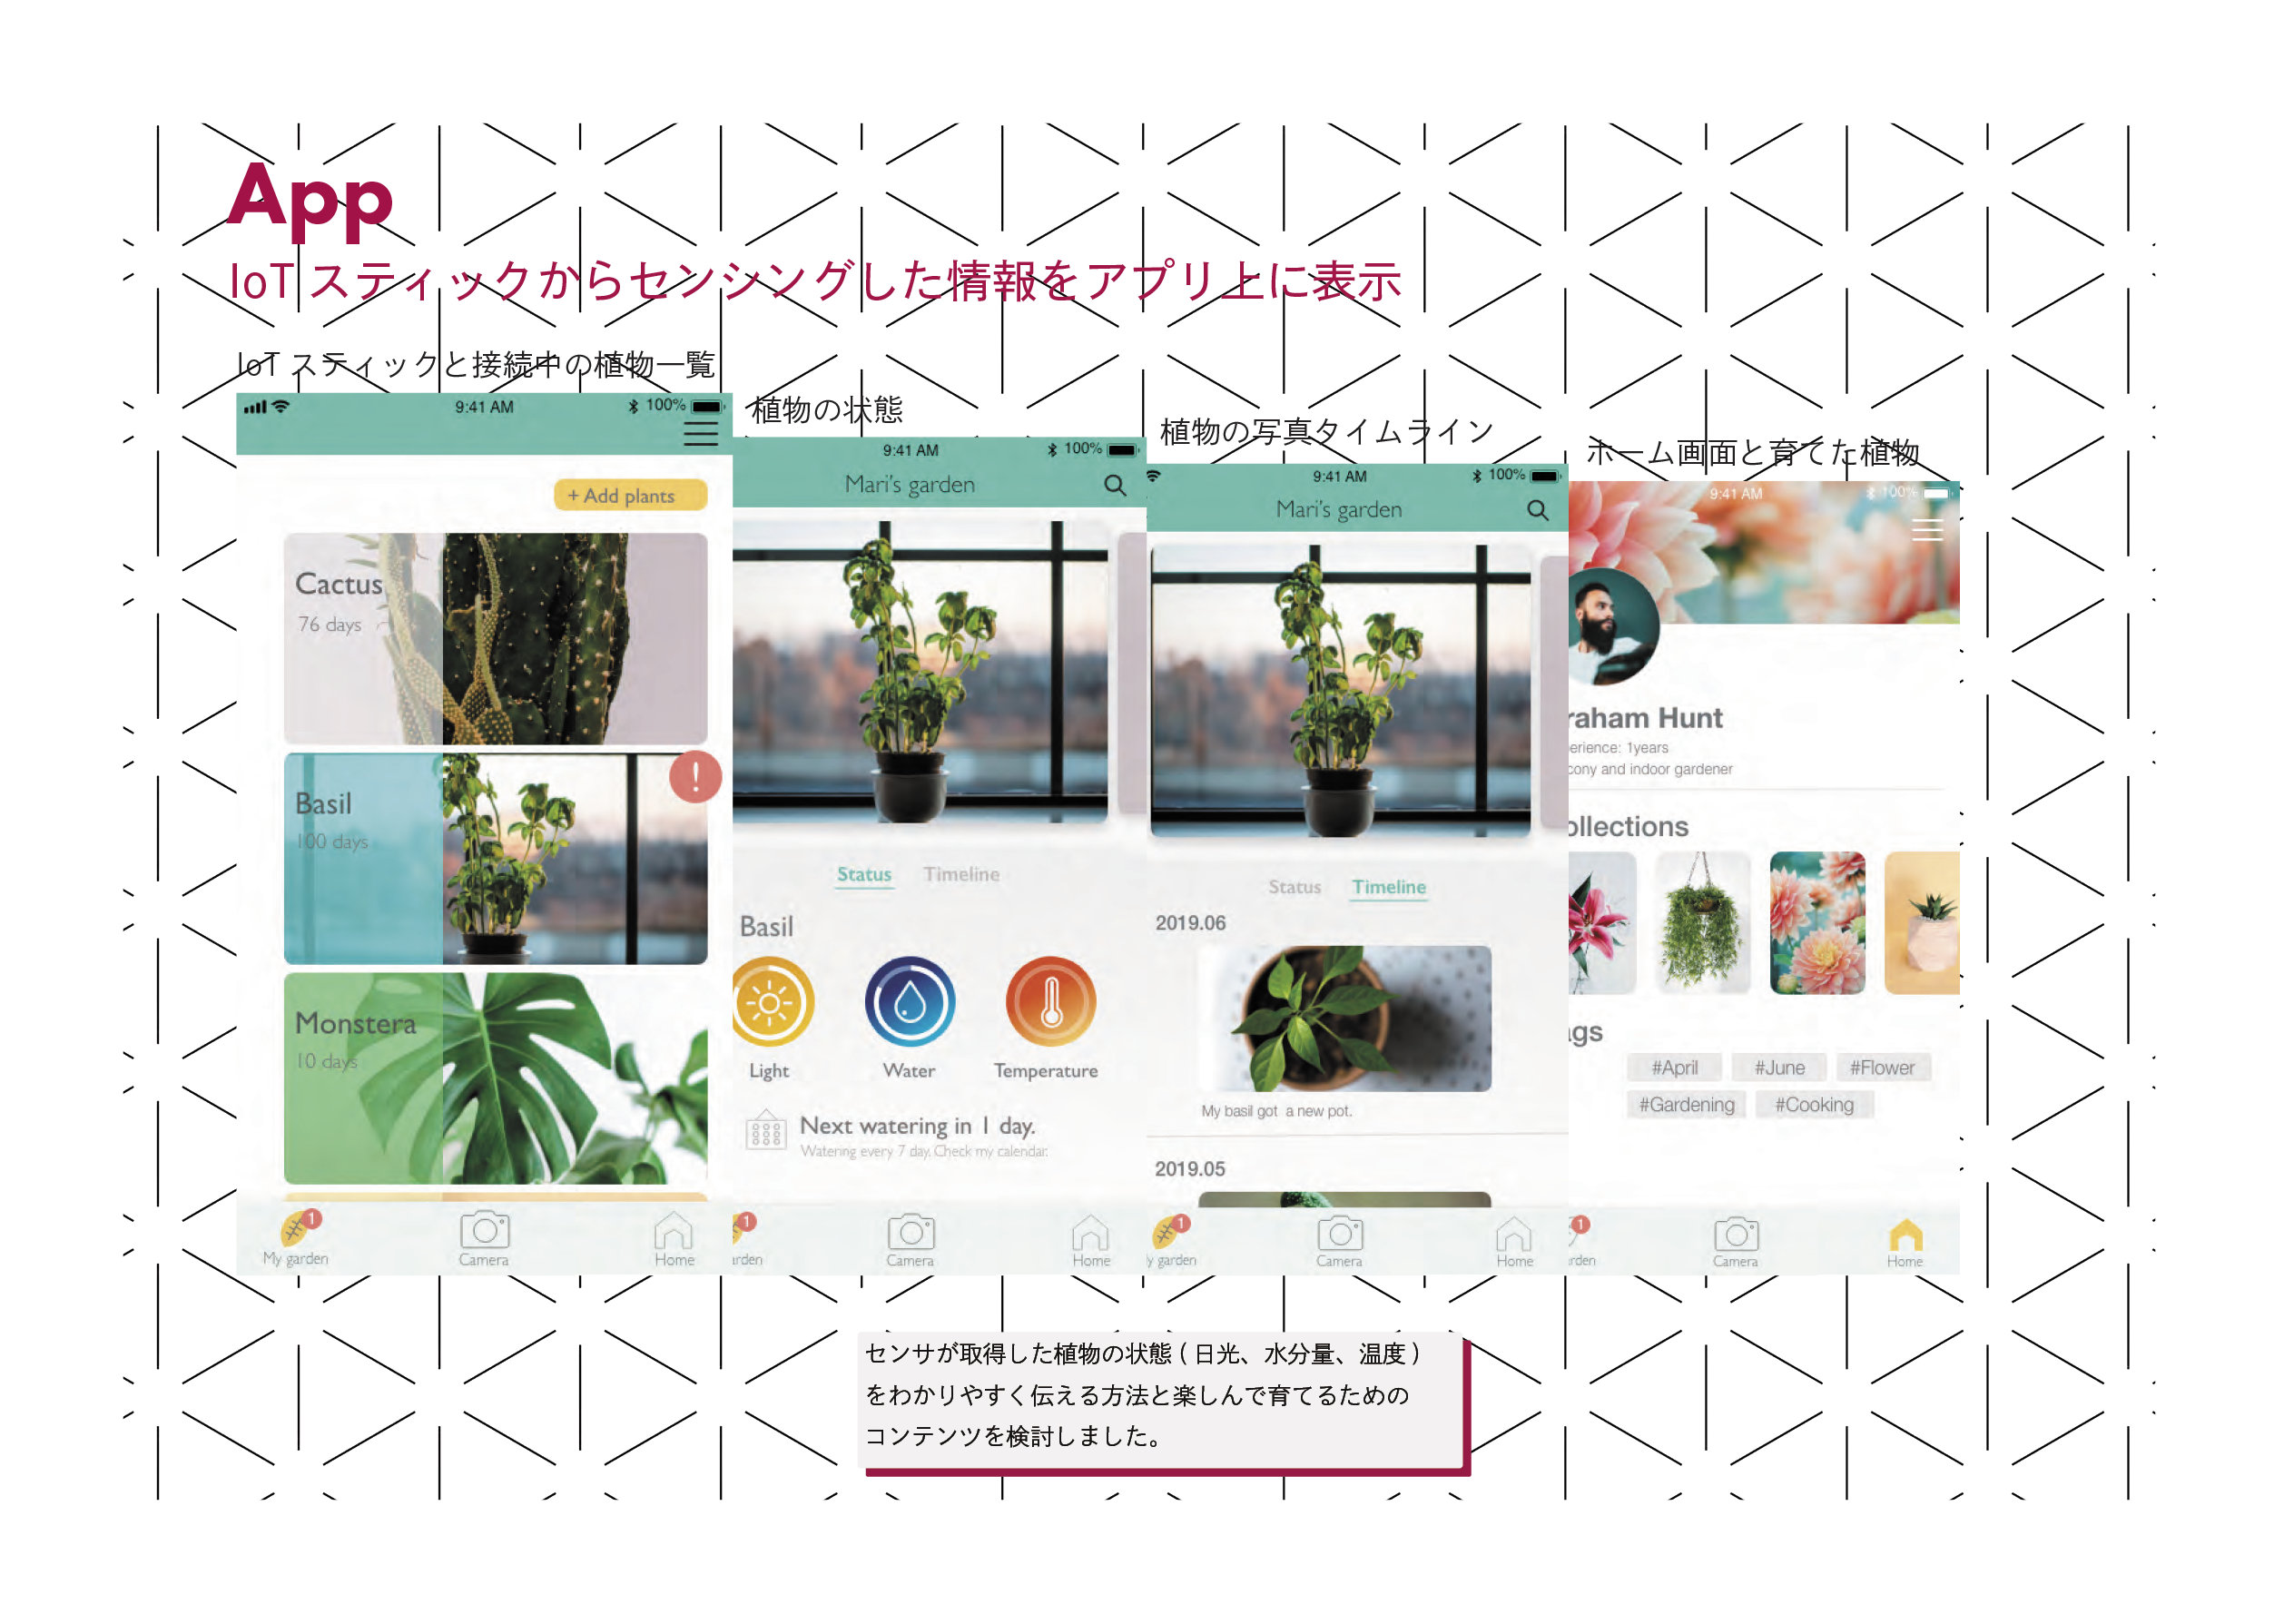 App
IoT スティックからセンシングした情報をアプリ上に表示
IoT スティックと接続中の植物一覧
9:41 AM
100%
+ Add plants
Cactus
76 days
Basil
100 days
!
Monstera
10 days
1
My garden
Camera
Home
植物の状態
9:41 AM
100%
Mari's garden
Status
Timeline
Basil
Light
Water
Temperature
Next watering in 1 day.
Watering every 7 day. Check my calendar.
1
arden
Camera
Home
植物の写真タイムライン
9:41 AM
100%
Mari's garden
Status
Timeline
2019.06
My basil got a new pot.
2019.05
1
y garden
Camera
Home
ホーム画面と育てた植物
9:41 AM
100%
raham Hunt
erience: 1years
cony and indoor gardener
ollections
gs
#April
#June
#Flower
#Gardening
#Cooking
1
rden
Camera
Home
センサが取得した植物の状態 ( 日光、水分量、温度 )
をわかりやすく伝える方法と楽しんで育てるための
コンテンツを検討しました。